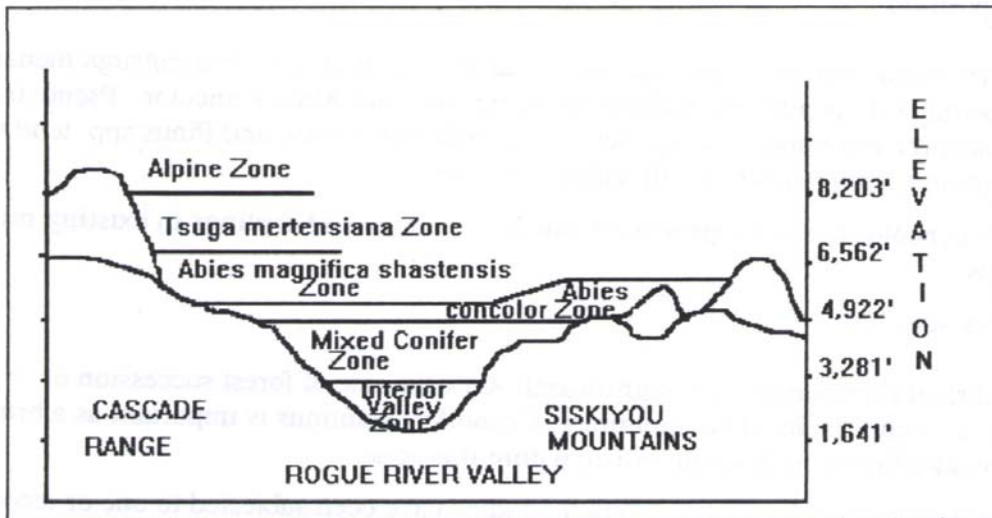 Alpine Zone
8,203'
Tsuga mertensiana Zone
6,562'
Abies magnifica shastensis
Zone
Abies
concolor Zone
4,922'
Mixed Conifer
Zone
3,281'
Interior
Valley
Zone
CASCADE
RANGE
SISKIYOU
MOUNTAINS
1,641'
ROGUE RIVER VALLEY
ELEVATION